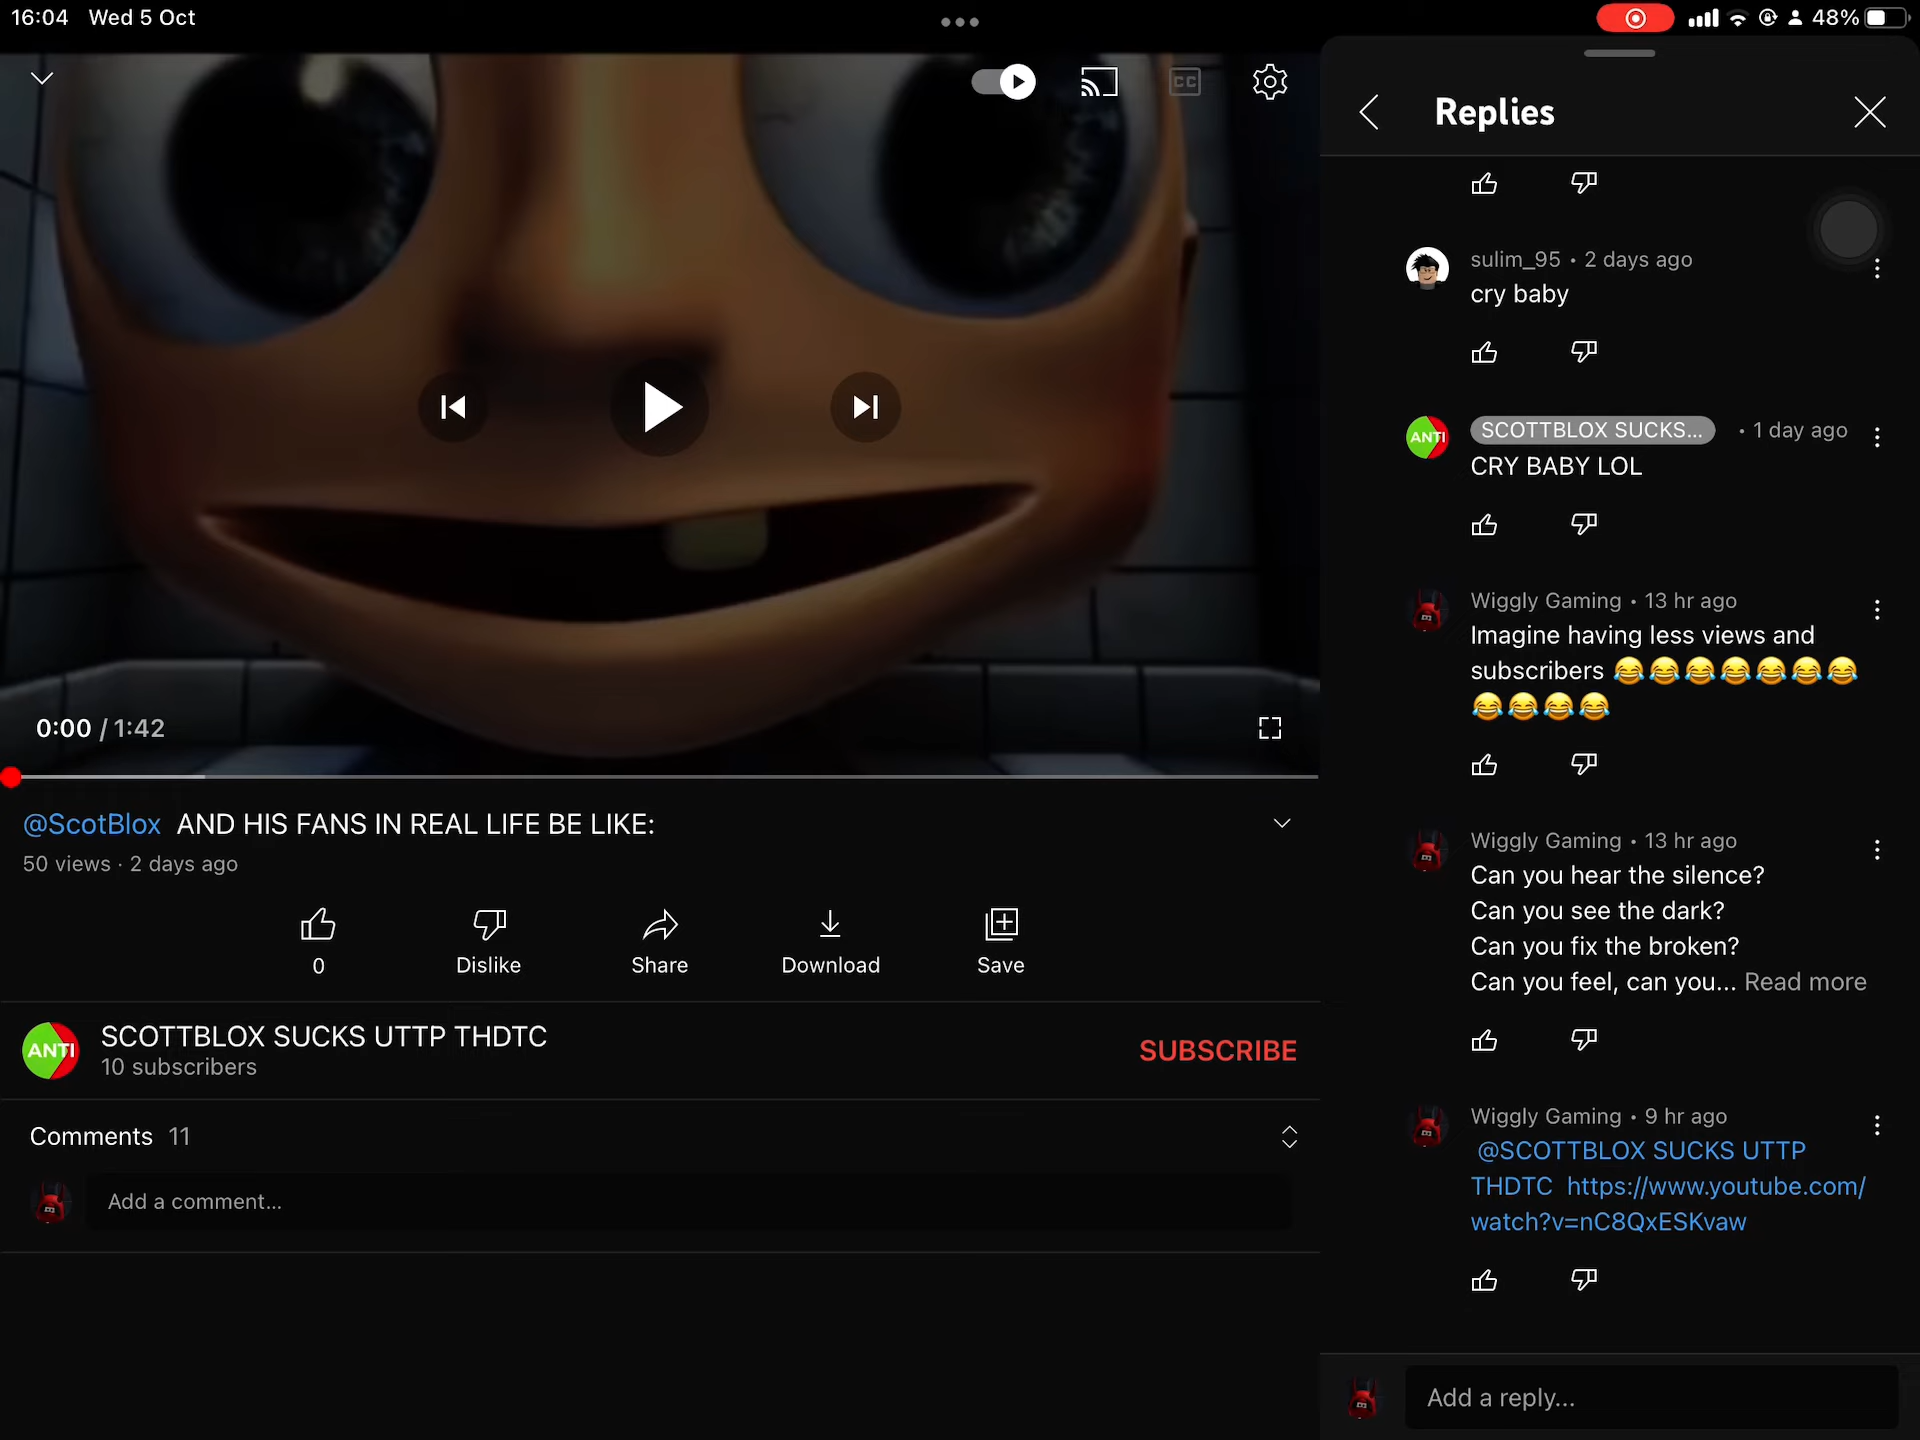 16:04 Wed 5 Oct
48%
CC
0:00 / 1:42
@ScotBlox AND HIS FANS IN REAL LIFE BE LIKE:
50 views · 2 days ago
0
Dislike
Share
Download
Save
ANTI
SCOTTBLOX SUCKS UTTP THDTC
10 subscribers
SUBSCRIBE
Comments 11
Add a comment...
Replies
sulim_95 • 2 days ago
cry baby
ANTI
SCOTTBLOX SUCKS... • 1 day ago
CRY BABY LOL
Wiggly Gaming • 13 hr ago
Imagine having less views and
subscribers 😂😂😂😂😂😂😂
😂😂😂😂
Wiggly Gaming • 13 hr ago
Can you hear the silence?
Can you see the dark?
Can you fix the broken?
Can you feel, can you... Read more
Wiggly Gaming • 9 hr ago
@SCOTTBLOX SUCKS UTTP
THDTC https://www.youtube.com/
watch?v=nC8QxESKvaw
Add a reply...